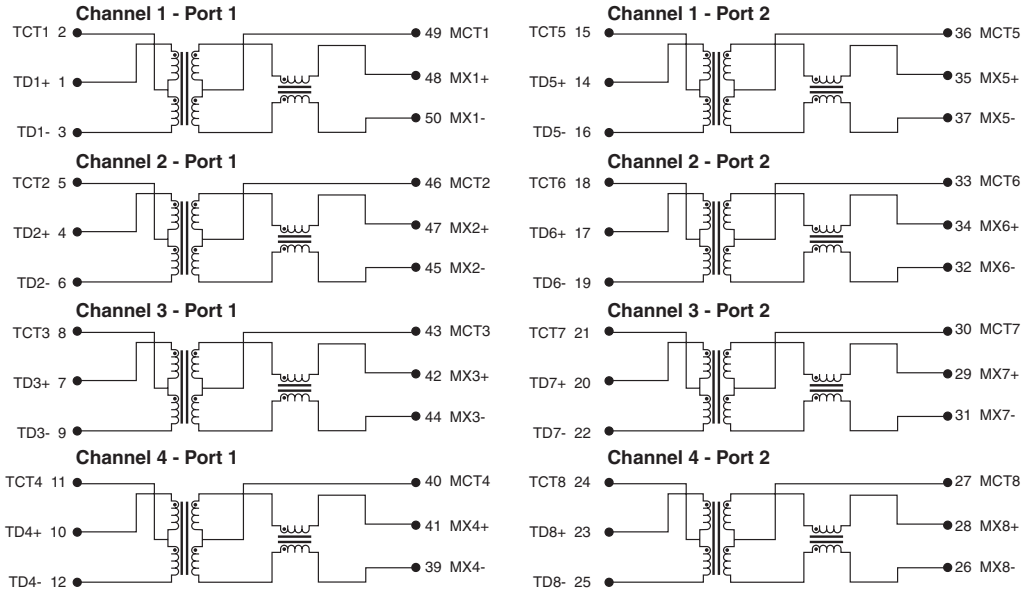 Channel 1 - Port 1
TCT1 2
49 MCT1
TD1+ 1
48 MX1+
50 MX1-
TD1- 3
Channel 2 - Port 1
TCT2 5
46 MCT2
TD2+ 4
47 MX2+
45 MX2-
TD2- 6
Channel 3 - Port 1
TCT3 8
43 MCT3
TD3+ 7
42 MX3+
44 MX3-
TD3- 9
Channel 4 - Port 1
TCT4 11
40 MCT4
TD4+ 10
41 MX4+
39 MX4-
TD4- 12
Channel 1 - Port 2
TCT5 15
36 MCT5
TD5+ 14
35 MX5+
37 MX5-
TD5- 16
Channel 2 - Port 2
TCT6 18
33 MCT6
TD6+ 17
34 MX6+
32 MX6-
TD6- 19
Channel 3 - Port 2
TCT7 21
30 MCT7
TD7+ 20
29 MX7+
31 MX7-
TD7- 22
Channel 4 - Port 2
TCT8 24
27 MCT8
TD8+ 23
28 MX8+
26 MX8-
TD8- 25